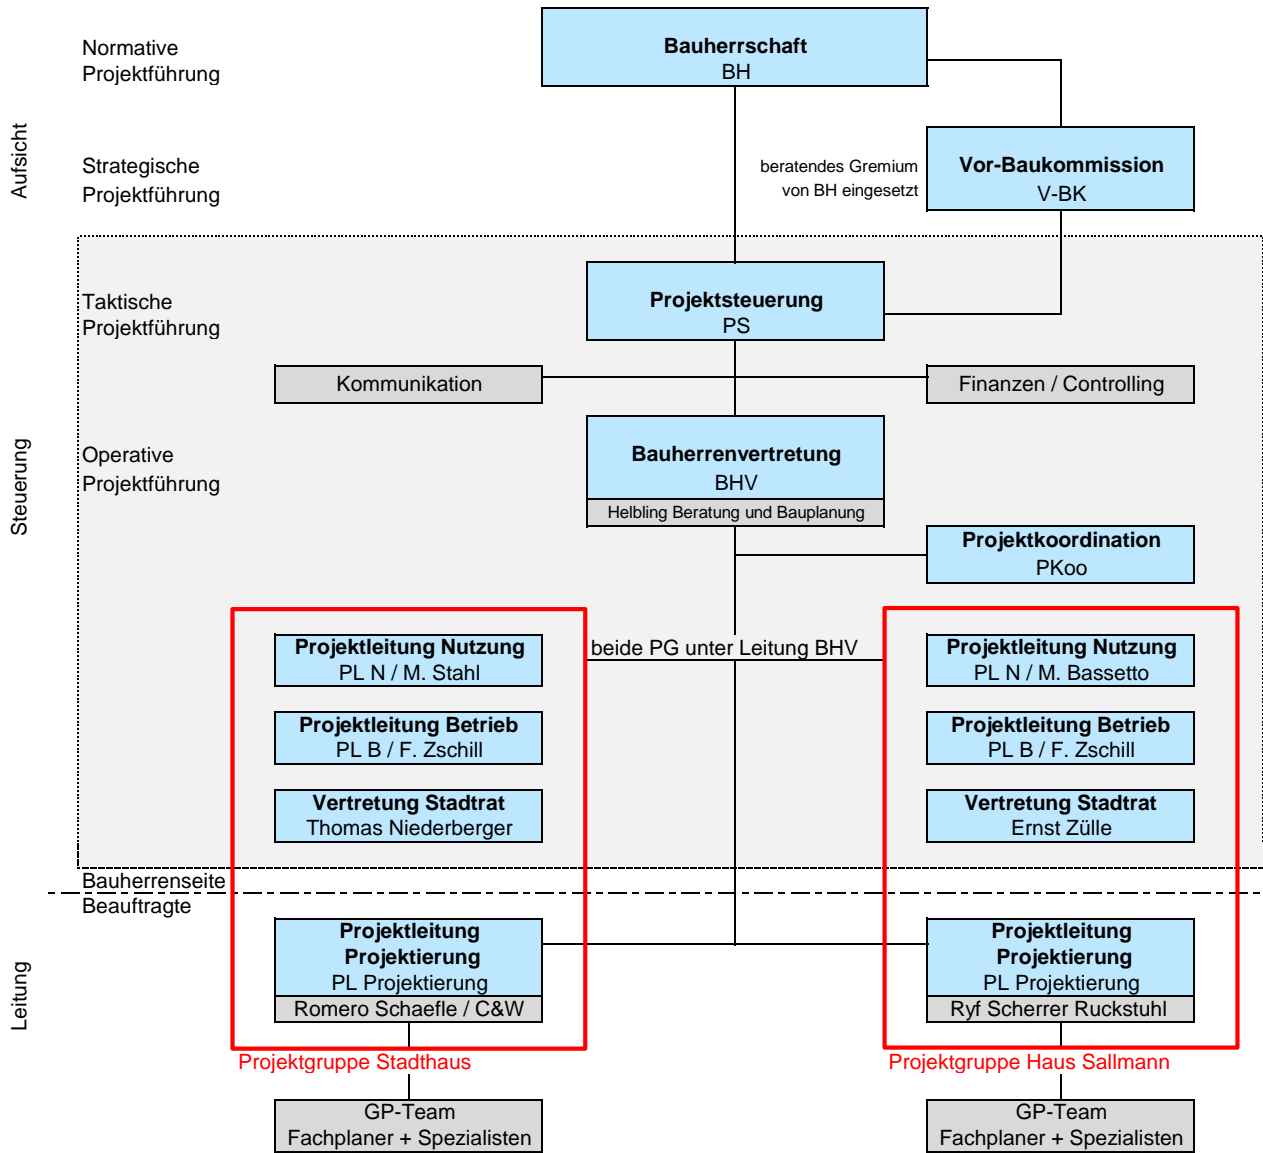 Normative
Projektführung
Bauherrschaft
BH
Aufsicht
Strategische
Projektführung
beratendes Gremium
von BH eingesetzt
Vor-Baukommission
V-BK
Taktische
Projektführung
Projektsteuerung
PS
Kommunikation
Finanzen / Controlling
Steuerung
Operative
Projektführung
Bauherrenvertretung
BHV
Helbling Beratung und Bauplanung
Projektkoordination
PKoo
Projektleitung Nutzung
PL N / M. Stahl
beide PG unter Leitung BHV
Projektleitung Nutzung
PL N / M. Bassetto
Projektleitung Betrieb
PL B / F. Zschill
Projektleitung Betrieb
PL B / F. Zschill
Vertretung Stadtrat
Thomas Niederberger
Vertretung Stadtrat
Ernst Zülle
Bauherrenseite
Beauftragte
Leitung
Projektleitung
Projektierung
PL Projektierung
Romero Schaefle / C&W
Projektleitung
Projektierung
PL Projektierung
Ryf Scherrer Ruckstuhl
Projektgruppe Stadthaus
Projektgruppe Haus Sallmann
GP-Team
Fachplaner + Spezialisten
GP-Team
Fachplaner + Spezialisten